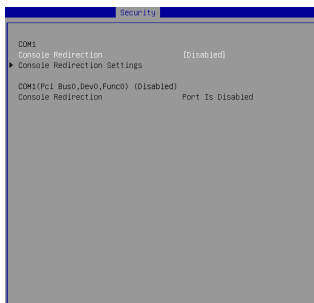 Security
COM1
Console Redirection [Disabled]
Console Redirection Settings
COM1(Pci Bus0,Dev0,Func0) (Disabled)
Console Redirection Port Is Disabled